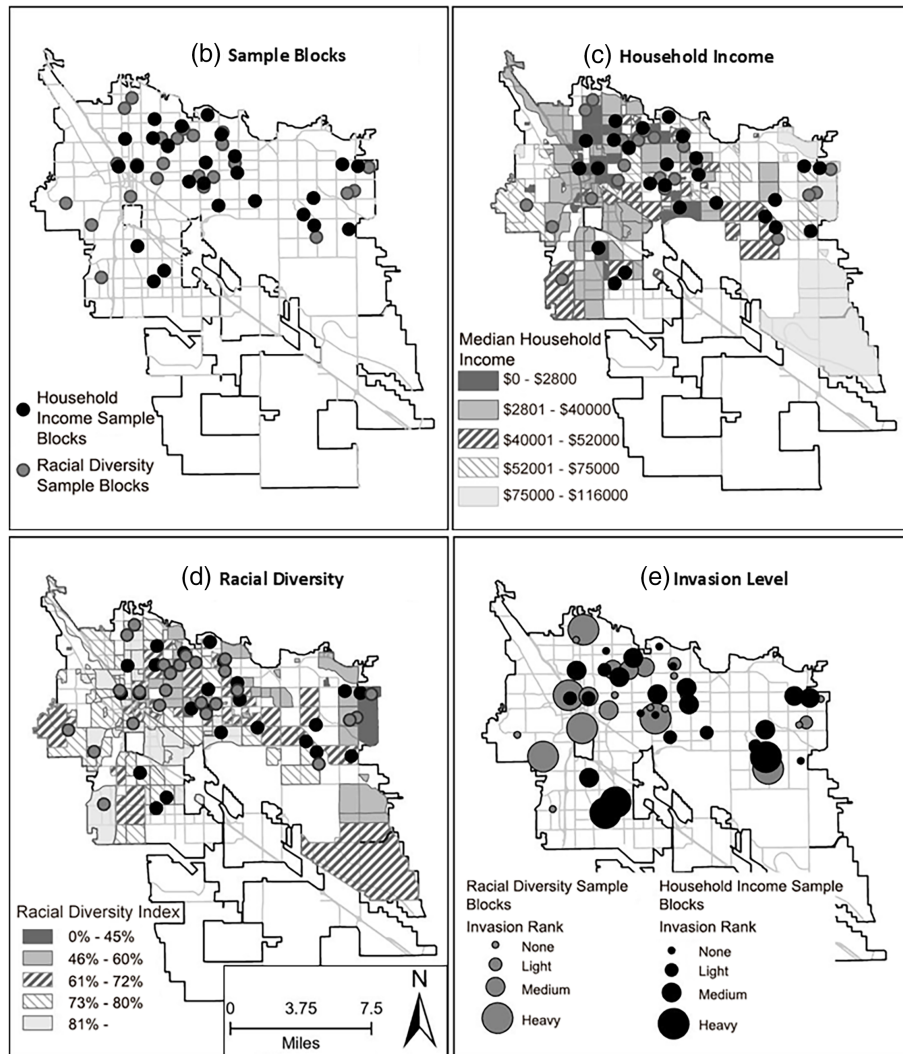 (b) Sample Blocks
Household
Income Sample
Blocks
Racial Diversity
Sample Blocks
(c) Household Income
Median Household
Income
$0 - $2800
$2801 - $40000
$40001 - $52000
$52001 - $75000
$75000 - $116000
(d) Racial Diversity
Racial Diversity Index
0% - 45%
46% - 60%
61% - 72%
73% - 80%
81% -
N
0 3.75 7.5
Miles
(e) Invasion Level
Racial Diversity Sample
Blocks
Invasion Rank
None
Light
Medium
Heavy
Household Income Sample
Blocks
Invasion Rank
None
Light
Medium
Heavy